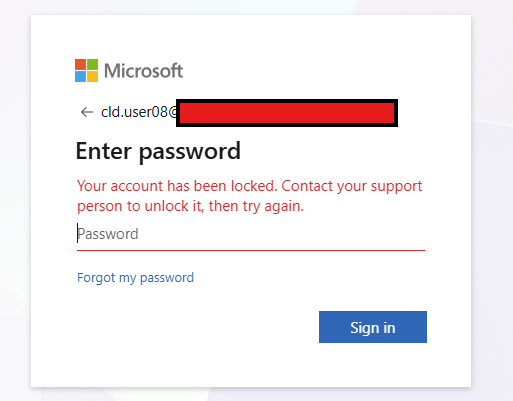 Microsoft
← cld.user08@
Enter password
Your account has been locked. Contact your support
person to unlock it, then try again.
Password
Forgot my password
Sign in